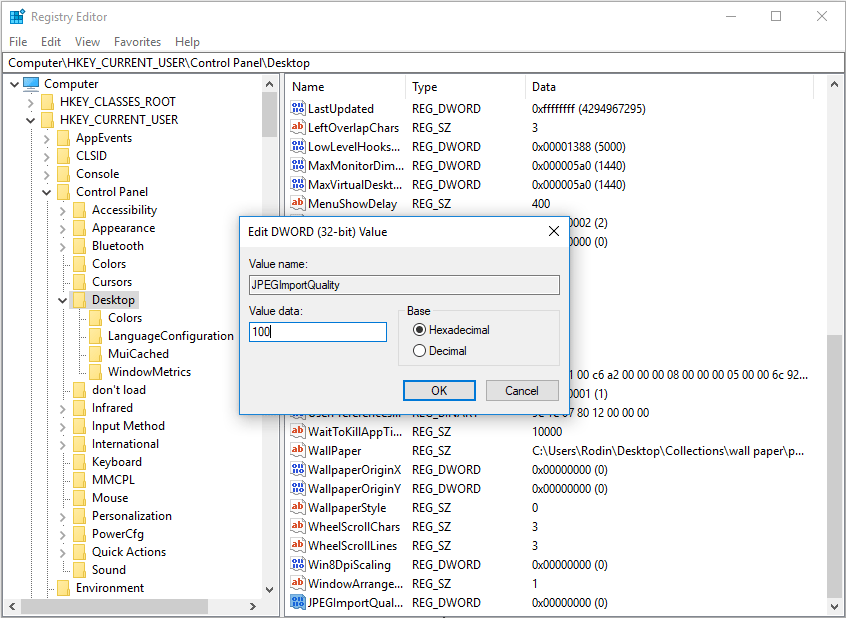 Registry Editor
File Edit View Favorites Help
Computer\HKEY_CURRENT_USER\Control Panel\Desktop
Computer
HKEY_CLASSES_ROOT
HKEY_CURRENT_USER
AppEvents
CLSID
Console
Control Panel
Accessibility
Appearance
Bluetooth
Colors
Cursors
Desktop
Colors
LanguageConfiguration
MuiCached
WindowMetrics
don't load
Infrared
Input Method
International
Keyboard
MMCPL
Mouse
Personalization
PowerCfg
Quick Actions
Sound
Environment
Name Type Data
LastUpdated REG_DWORD 0xffffffff (4294967295)
LeftOverlapChars REG_SZ 3
LowLevelHooks... REG_DWORD 0x00001388 (5000)
MaxMonitorDim... REG_DWORD 0x000005a0 (1440)
MaxVirtualDeskt... REG_DWORD 0x000005a0 (1440)
MenuShowDelay REG_SZ 400
0002 (2)
0000 (0)
Edit DWORD (32-bit) Value
Value name:
JPEGImportQuality
Value data:
100
Base
Hexadecimal
Decimal
OK Cancel
1 00 c6 a2 00 00 00 08 00 00 00 05 00 00 6c 92...
0001 (1)
80 12 00 00 00
WaitToKillAppTi... REG_SZ 10000
WallPaper REG_SZ C:\Users\Rodin\Desktop\Collections\wall paper\p...
WallpaperOriginX REG_DWORD 0x00000000 (0)
WallpaperOriginY REG_DWORD 0x00000000 (0)
WallpaperStyle REG_SZ 0
WheelScrollChars REG_SZ 3
WheelScrollLines REG_SZ 3
Win8DpiScaling REG_DWORD 0x00000000 (0)
WindowArrange... REG_SZ 1
JPEGImportQual... REG_DWORD 0x00000000 (0)